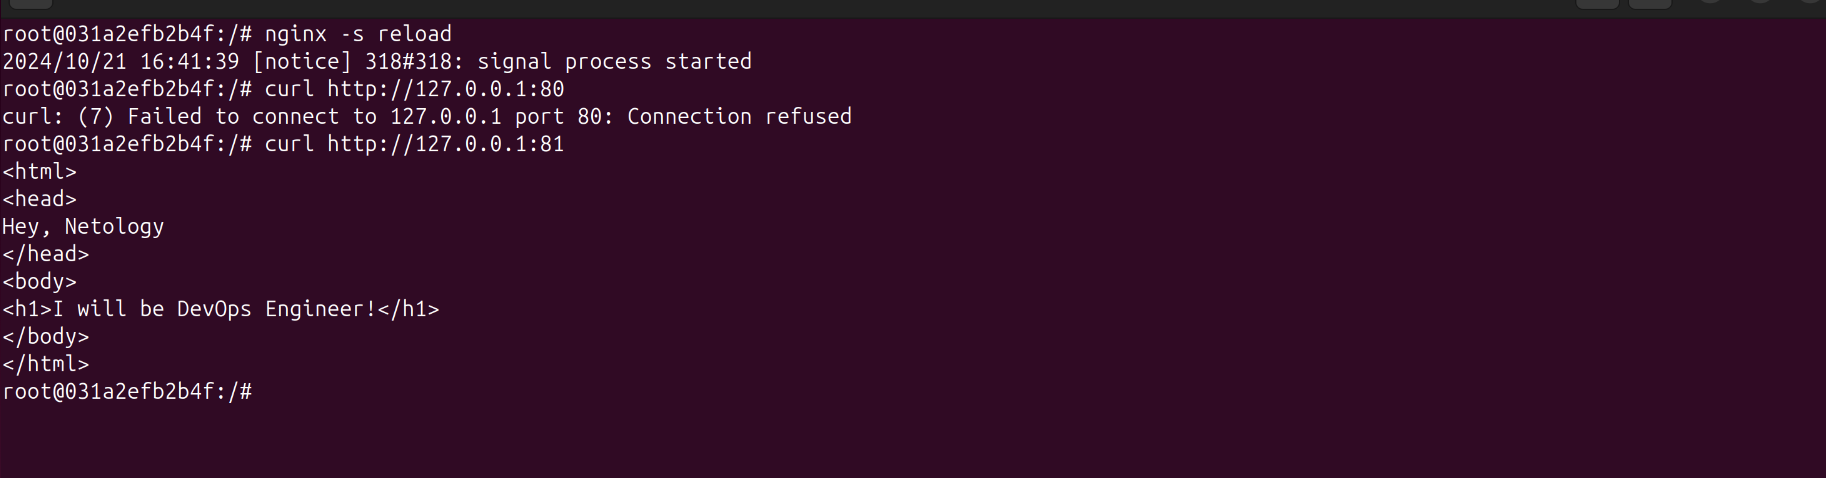 root@031a2efb2b4f:/# nginx -s reload
2024/10/21 16:41:39 [notice] 318#318: signal process started
root@031a2efb2b4f:/# curl http://127.0.0.1:80
curl: (7) Failed to connect to 127.0.0.1 port 80: Connection refused
root@031a2efb2b4f:/# curl http://127.0.0.1:81
<html>
<head>
Hey, Netology
</head>
<body>
<h1>I will be DevOps Engineer!</h1>
</body>
</html>
root@031a2efb2b4f:/#